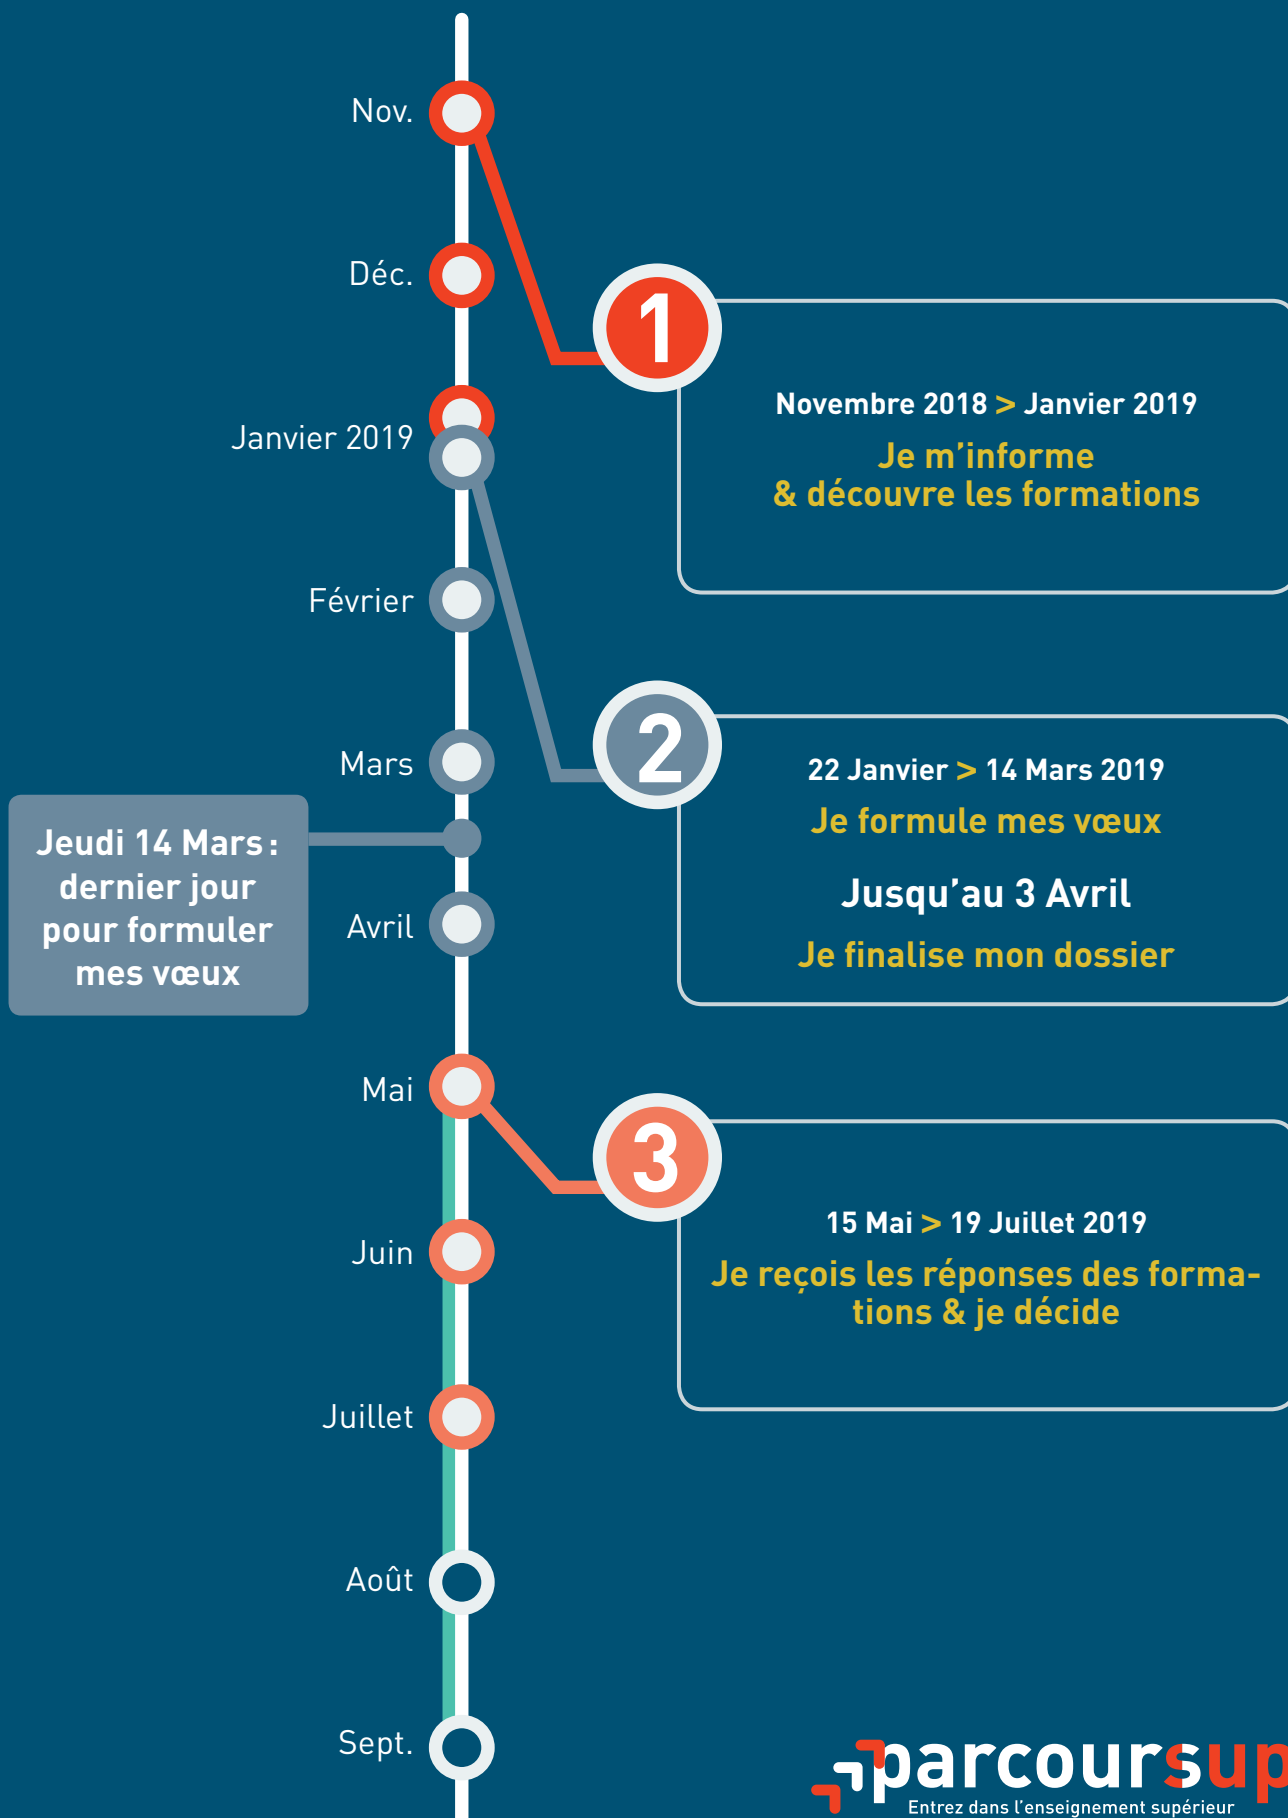 Nov.
Déc.
1
Novembre 2018 > Janvier 2019
Je m’informe
& découvre les formations
Janvier 2019
Février
2
22 Janvier > 14 Mars 2019
Je formule mes vœux
Jusqu’au 3 Avril
Je finalise mon dossier
Mars
Jeudi 14 Mars :
dernier jour
pour formuler
mes vœux
Avril
Mai
3
15 Mai > 19 Juillet 2019
Je reçois les réponses des forma-
tions & je décide
Juin
Juillet
Août
Sept.
parcoursup
Entrez dans l’enseignement supérieur